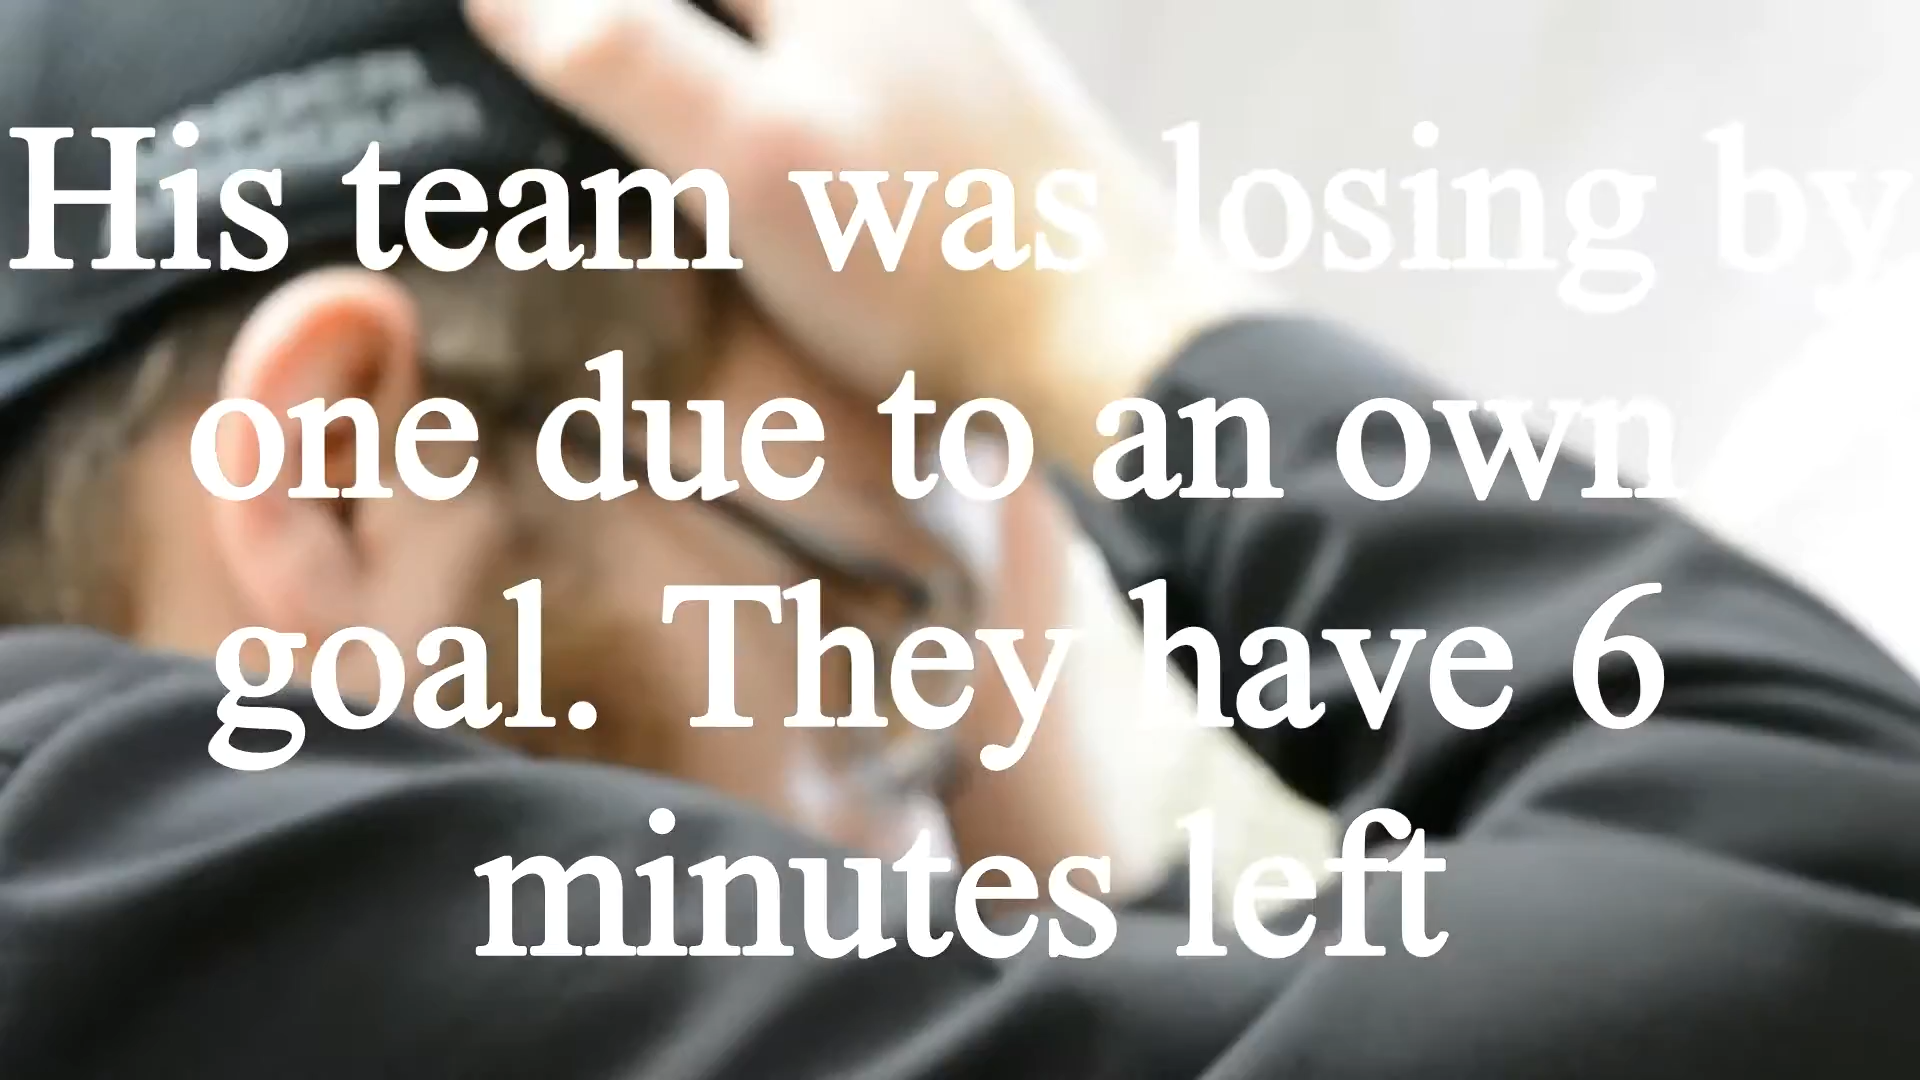 His team was losing by
one due to an own
goal. They have 6
minutes left